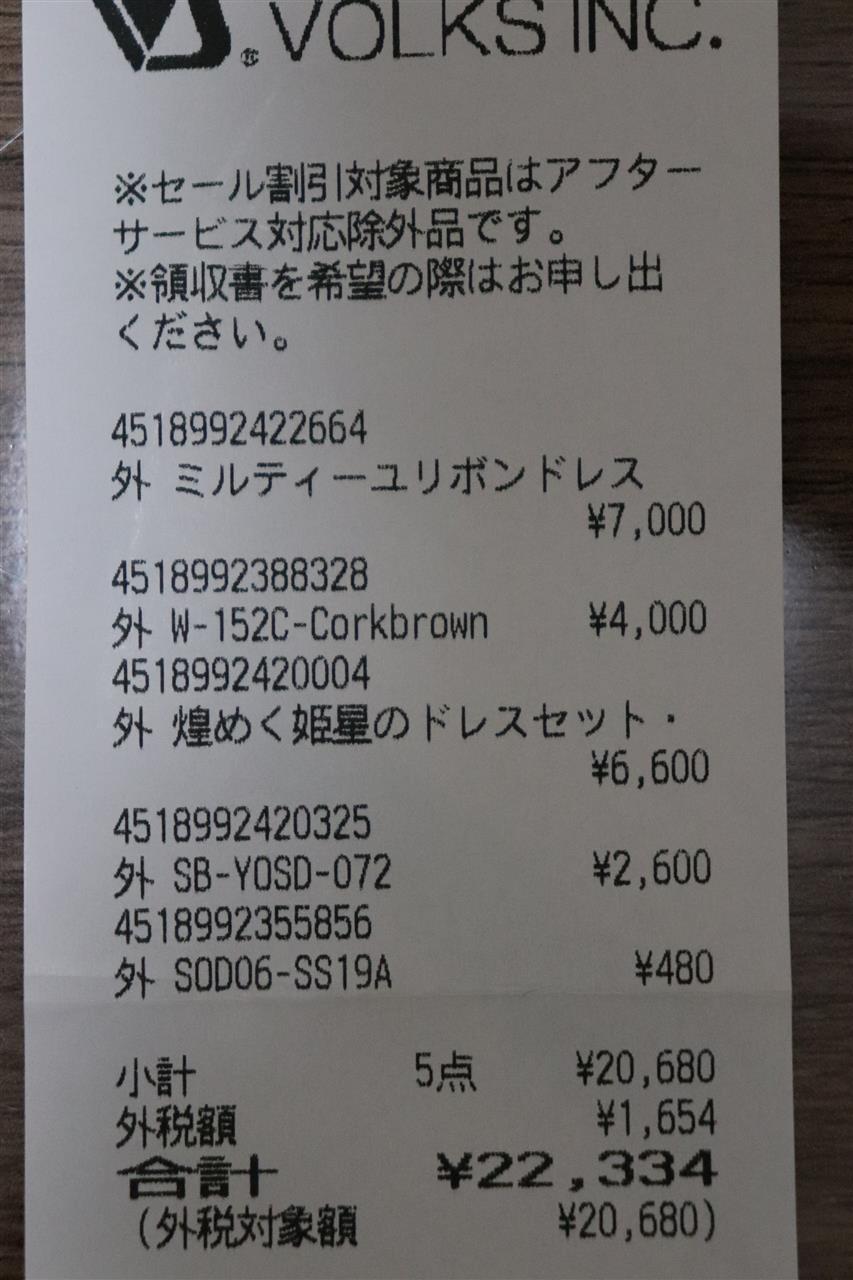 VOLKS INC.
※セール割引対象商品はアフター
サービス対応除外品です。
※領収書を希望の際はお申し出
ください。
4518992422664
外 ミルティーユリボンドレス
¥7,000
4518992388328
外 W-152C-Corkbrown ¥4,000
4518992420004
外 煌めく姫星のドレスセット・
¥6,600
4518992420325
外 SB-YOSD-072 ¥2,600
4518992355856
外 SOD06-SS19A ¥480
小計 5点 ¥20,680
外税額 ¥1,654
合計 ¥22,334
(外税対象額 ¥20,680)